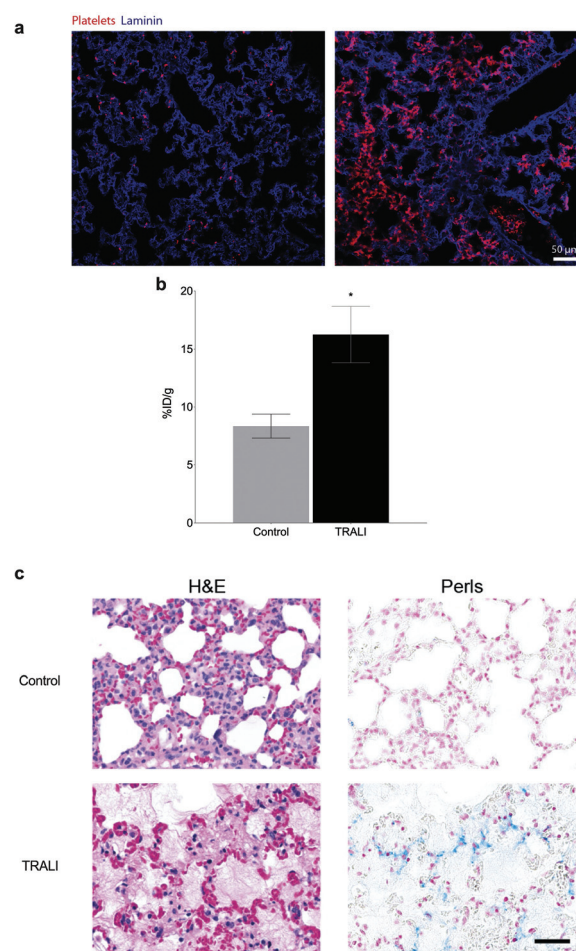 Platelets Laminin
a
50 µm
b
20
*
15
%ID/g
10
5
0
Control
TRALI
c
H&E
Perls
Control
TRALI